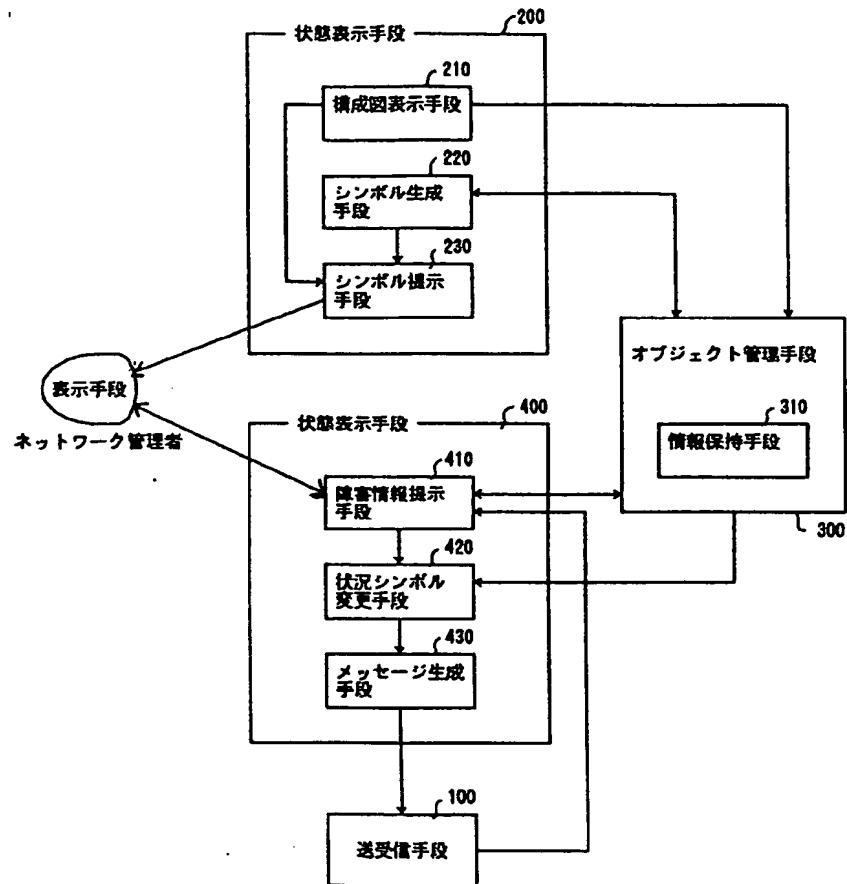 200
状態表示手段
210
構成図表示手段
220
シンボル生成
手段
230
シンボル提示
手段
オブジェクト管理手段
310
情報保持手段
300
表示手段
ネットワーク管理者
400
状態表示手段
410
障害情報提示
手段
420
状況シンボル
変更手段
430
メッセージ生成
手段
100
送受信手段